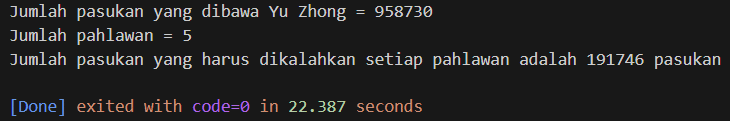 Jumlah pasukan yang dibawa Yu Zhong = 958730
Jumlah pahlawan = 5
Jumlah pasukan yang harus dikalahkan setiap pahlawan adalah 191746 pasukan
[Done] exited with code=0 in 22.387 seconds